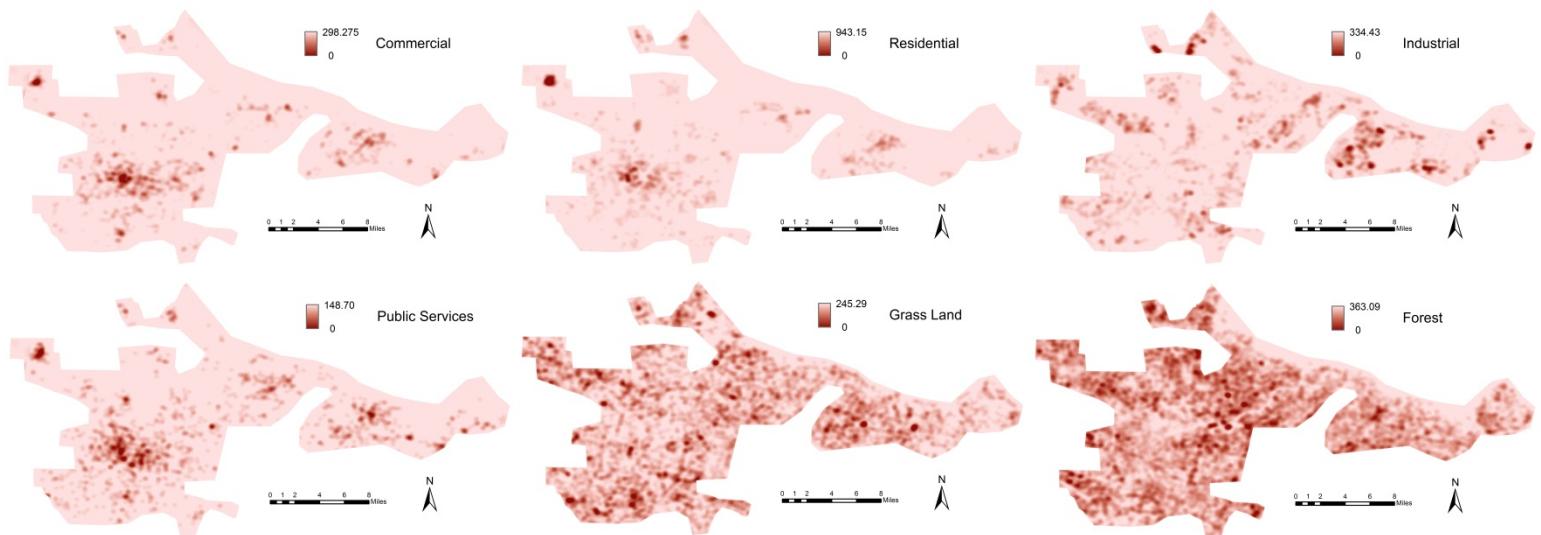 298.275
Commercial
0
N
0 1 2 4 6 8
Miles
943.15
Residential
0
N
0 1 2 4 6 8
Miles
334.43
Industrial
0
N
0 1 2 4 6 8
Miles
148.70
Public Services
0
N
0 1 2 4 6 8
Miles
245.29
Grass Land
0
N
0 1 2 4 6 8
Miles
363.09
Forest
0
N
0 1 2 4 6 8
Miles